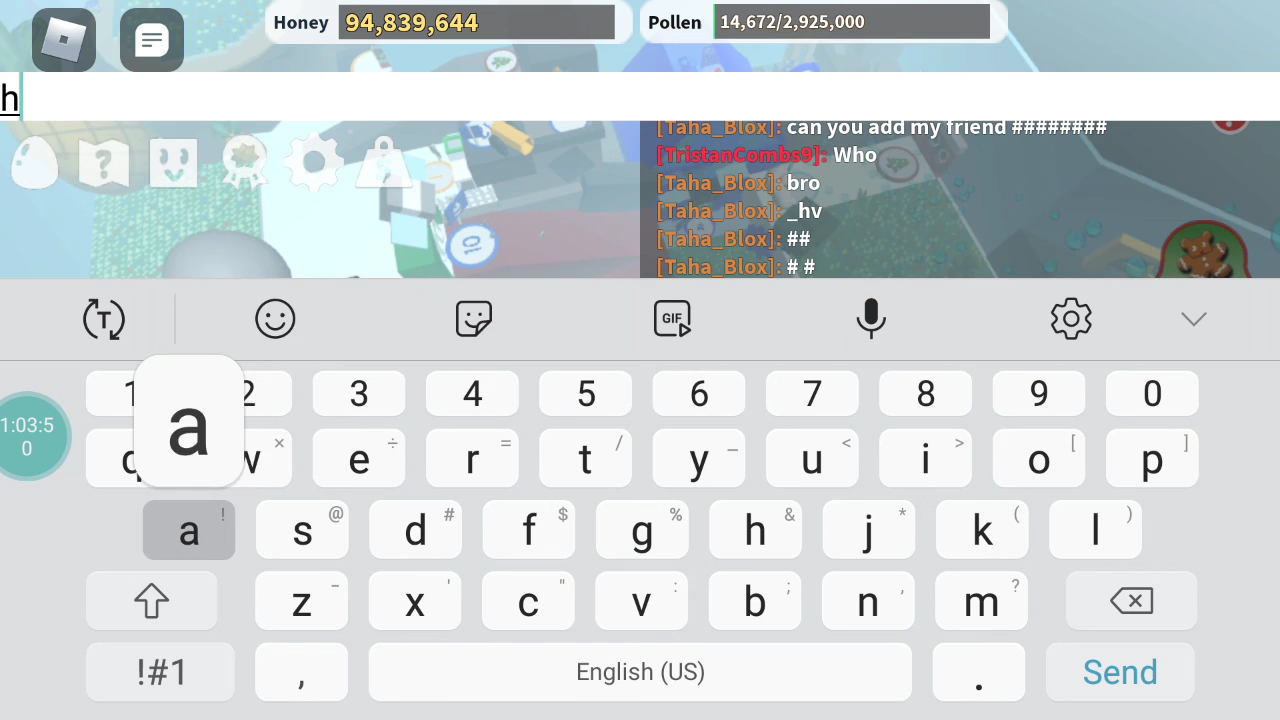 Honey 94,839,644
Pollen 14,672/2,925,000
h
[Taha_Blox]: can you add my friend ########
[TristanCombs9]: Who
[Taha_Blox]: bro
[Taha_Blox]: _hv
[Taha_Blox]: ##
[Taha_Blox]: # #
T GIF
1 2 3 4 5 6 7 8 9 0
1:03:5
0
a
q w × e ÷ r = t / y _ u < i > o [ p ]
a ! s @ d # f $ g % h & j * k ( l )
z - x ' c " v : b ; n , m ?
!#1 , English (US) . Send